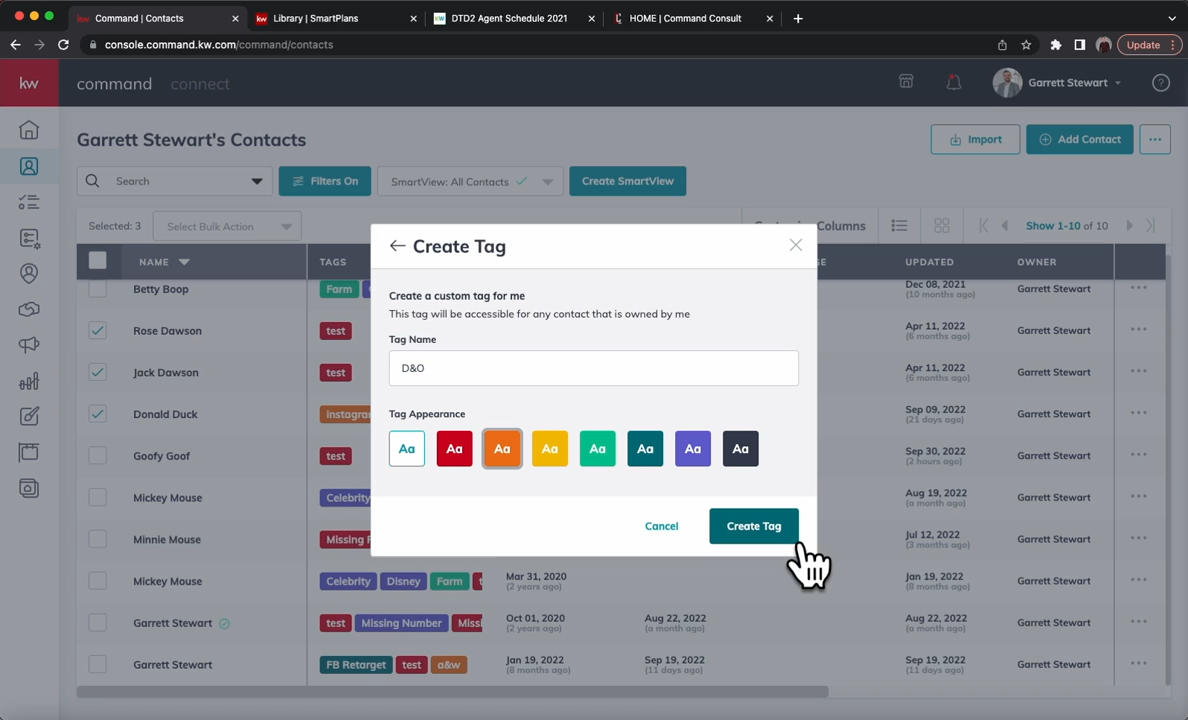 Command | Contacts
Library | SmartPlans
DTD2 Agent Schedule 2021
HOME | Command Consult
console.command.kw.com/command/contacts
Update
kw
command
connect
Garrett Stewart
Garrett Stewart's Contacts
Import
Add Contact
Search
Filters On
SmartView: All Contacts
Create SmartView
Selected: 3
Select Bulk Action
Columns
Show 1-10 of 10
NAME
TAGS
UPDATED
OWNER
Create Tag
Create a custom tag for me
This tag will be accessible for any contact that is owned by me
Tag Name
D&O
Tag Appearance
Aa Aa Aa Aa Aa Aa Aa Aa
Cancel
Create Tag
Betty Boop
Farm
Dec 08, 2021
(10 months ago)
Garrett Stewart
Rose Dawson
test
Apr 11, 2022
(6 months ago)
Garrett Stewart
Jack Dawson
test
Apr 11, 2022
(6 months ago)
Garrett Stewart
Donald Duck
Instagra
Sep 09, 2022
(21 days ago)
Garrett Stewart
Goofy Goof
test
Sep 30, 2022
(2 hours ago)
Garrett Stewart
Mickey Mouse
Celebrity
Aug 19, 2022
(a month ago)
Garrett Stewart
Minnie Mouse
Missing
Jul 12, 2022
(3 months ago)
Garrett Stewart
Mickey Mouse
Celebrity Disney Farm t
Mar 31, 2020
(2 years ago)
Jan 19, 2022
(8 months ago)
Garrett Stewart
Garrett Stewart
test Missing Number Missi
Oct 01, 2020
(2 years ago)
Aug 22, 2022
(a month ago)
Aug 22, 2022
(a month ago)
Garrett Stewart
Garrett Stewart
FB Retarget test a&w
Jan 19, 2022
(8 months ago)
Sep 19, 2022
(11 days ago)
Sep 19, 2022
(11 days ago)
Garrett Stewart